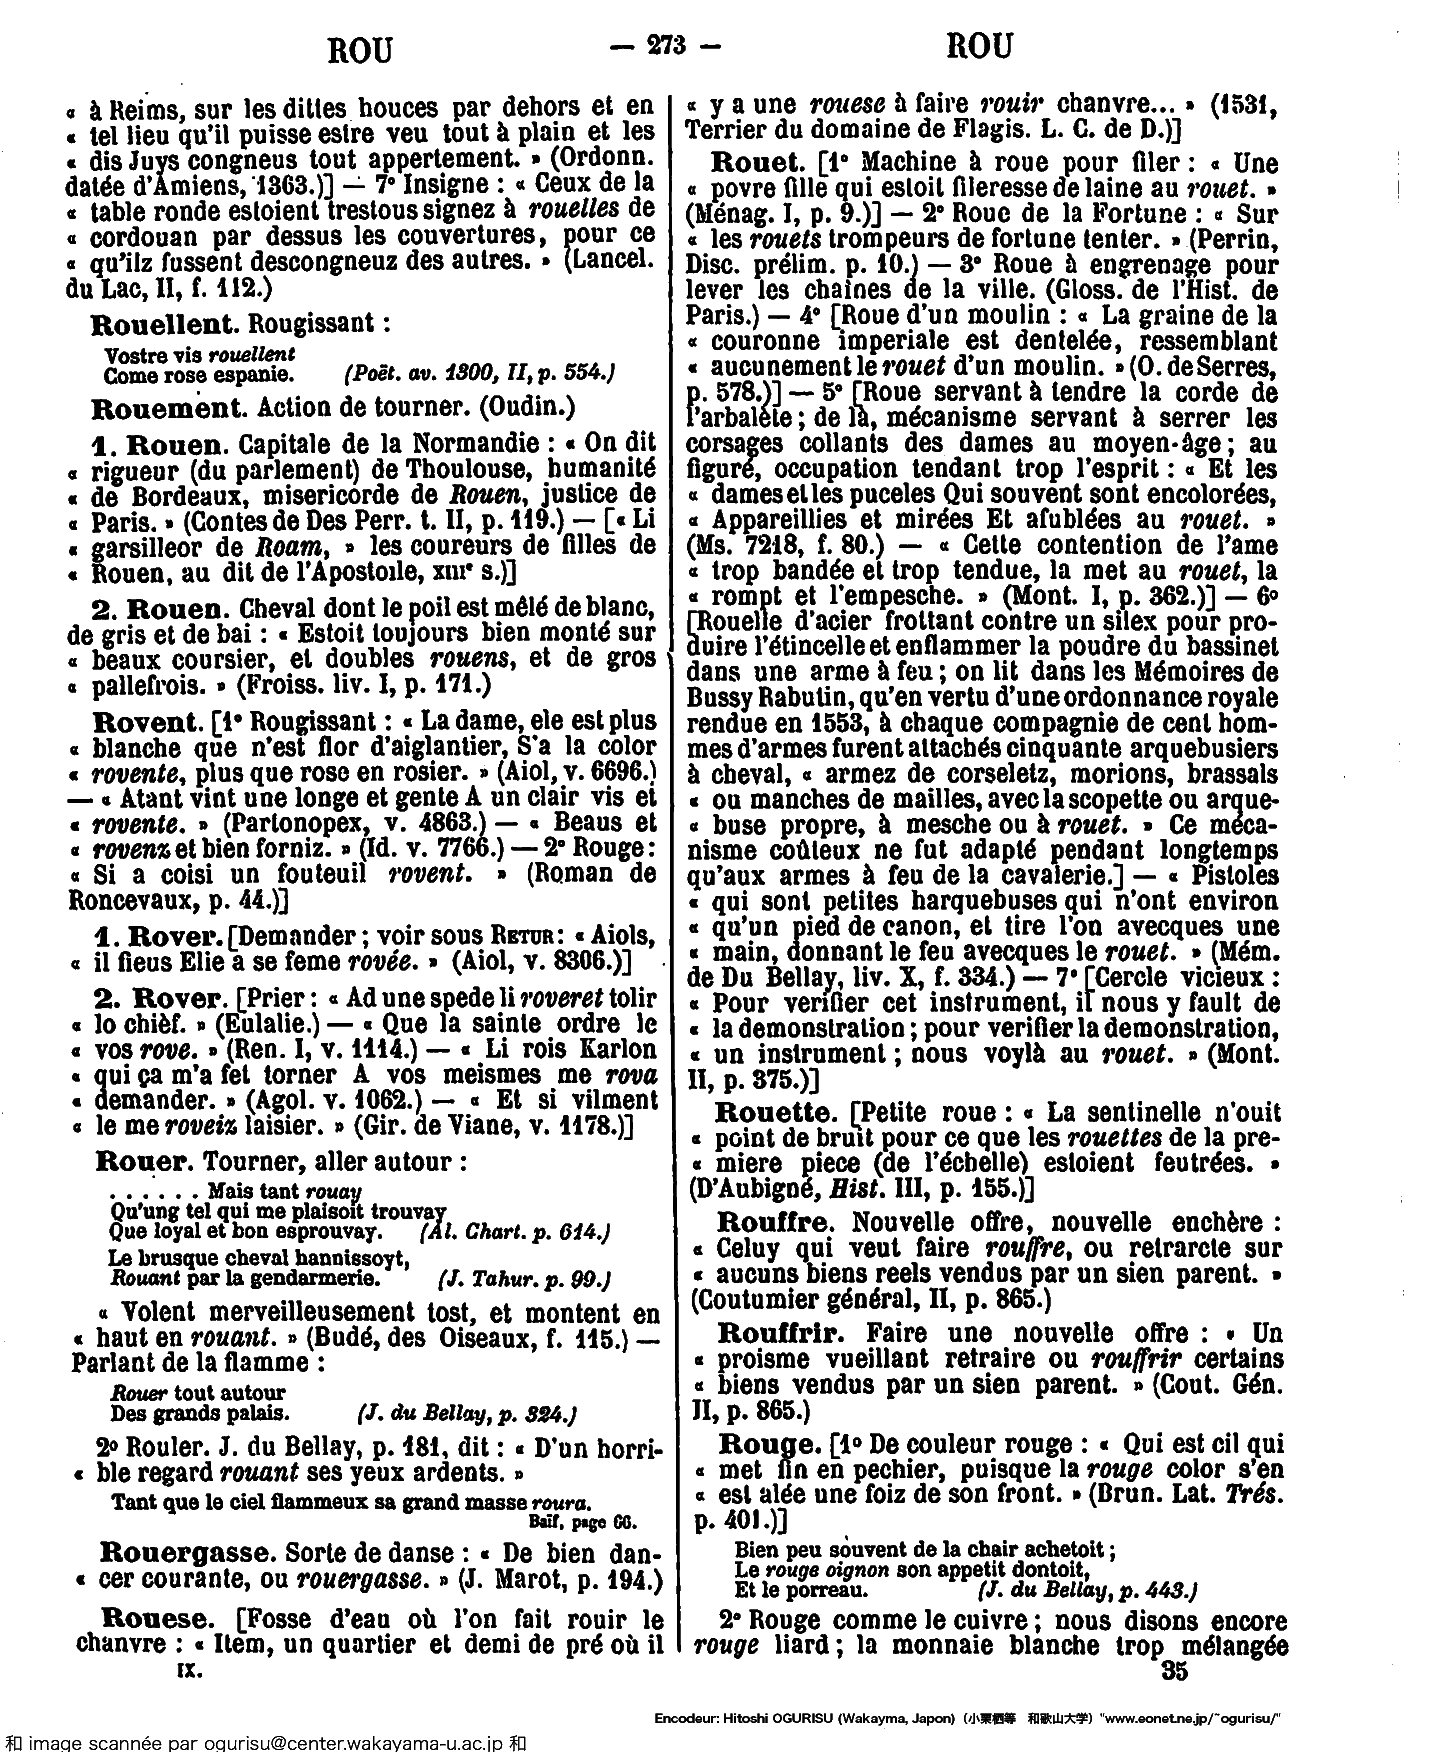 ROU — 273 — ROU
« à Reims, sur les dittes houces par dehors et en
« tel lieu qu'il puisse estre veu tout à plain et les
« dis Juys congneus tout appertement. » (Ordonn.
datée d'Amiens, 1363.)] — 7° Insigne : « Ceux de la
« table ronde estoient trestous signez à rouelles de
« cordouan par dessus les couvertures, pour ce
« qu'ilz fussent descongneuz des autres. » (Lancel.
du Lac, II, f. 112.)
Rouellent. Rougissant :
Vostre vis rouellent
Come rose espanie. (Poët. av. 1300, II, p. 554.)
Rouement. Action de tourner. (Oudin.)
1. Rouen. Capitale de la Normandie : « On dit
« rigueur (du parlement) de Thoulouse, humanité
« de Bordeaux, misericorde de Rouen, justice de
« Paris. » (Contes de Des Perr. t. II, p. 119.) — [« Li
« garsilleor de Roam, » les coureurs de filles de
« Rouen, au dit de l'Apostoile, XIIIe s.)]
2. Rouen. Cheval dont le poil est mêlé de blanc,
de gris et de bai : « Estoit toujours bien monté sur
« beaux coursier, et doubles rouens, et de gros
« pallefrois. » (Froiss. liv. I, p. 171.)
Rovent. [1° Rougissant : « La dame, ele est plus
« blanche que n'est flor d'aiglantier, S'a la color
« rovente, plus que rose en rosier. » (Aiol, v. 6696.)
— « Atant vint une longe et gente A un clair vis et
« rovente. » (Partonopex, v. 4863.) — « Beaus et
« rovenz et bien forniz. » (Id. v. 7766.) — 2° Rouge :
« Si a coisi un fouteuil rovent. » (Roman de
Roncevaux, p. 44.)]
1. Rover. [Demander ; voir sous RETUR : « Aiols,
« il fieus Elie a se feme rovée. » (Aiol, v. 8306.)]
2. Rover. [Prier : « Ad une spede li roveret tolir
« lo chièf. » (Eulalie.) — « Que la sainte ordre le
« vos rove. » (Ren. I, v. 1114.) — « Li rois Karlon
« qui ça m'a fet torner A vos meismes me rova
« demander. » (Agol. v. 1062.) — « Et si vilment
« le me roveiz laisier. » (Gir. de Viane, v. 1178.)]
Rouer. Tourner, aller autour :
. . . . . . Mais tant rouay
Qu'ung tel qui me plaisoit trouvay
Que loyal et bon esprouvay. (Al. Chart. p. 614.)
Le brusque cheval hannissoyt,
Rouant par la gendarmerie. (J. Tahur. p. 99.)
« Volent merveilleusement tost, et montent en
« haut en rouant. » (Budé, des Oiseaux, f. 115.) —
Parlant de la flamme :
Rouer tout autour
Des grands palais. (J. du Bellay, p. 324.)
2° Rouler. J. du Bellay, p. 181, dit : « D'un horri-
« ble regard rouant ses yeux ardents. »
Tant que le ciel flammeux sa grand masse roura.
Baïf, page 66.
Rouergasse. Sorte de danse : « De bien dan-
« cer courante, ou rouergasse. » (J. Marot, p. 194.)
Rouese. [Fosse d'eau où l'on fait rouir le
chanvre : « Item, un quartier et demi de pré où il
IX.
« y a une rouese à faire rouir chanvre... » (1531,
Terrier du domaine de Flagis. L. C. de D.)]
Rouet. [1° Machine à roue pour filer : « Une
« povre fille qui estoit fileresse de laine au rouet. »
(Ménag. I, p. 9.)] — 2° Roue de la Fortune : « Sur
« les rouets trompeurs de fortune tenter. » (Perrin,
Disc. prélim. p. 10.) — 3° Roue à engrenage pour
lever les chaines de la ville. (Gloss. de l'Hist. de
Paris.) — 4° [Roue d'un moulin : « La graine de la
« couronne imperiale est dentelée, ressemblant
« aucunement le rouet d'un moulin. » (O. de Serres,
p. 578.)] — 5° [Roue servant à tendre la corde de
l'arbalète ; de là, mécanisme servant à serrer les
corsages collants des dames au moyen-âge ; au
figuré, occupation tendant trop l'esprit : « Et les
« dames et les puceles Qui souvent sont encolorées,
« Appareillies et mirées Et afublées au rouet. »
(Ms. 7218, f. 80.) — « Cette contention de l'ame
« trop bandée et trop tendue, la met au rouet, la
« rompt et l'empesche. » (Mont. I, p. 362.)] — 6°
[Rouelle d'acier frottant contre un silex pour pro-
duire l'étincelle et enflammer la poudre du bassinet
dans une arme à feu ; on lit dans les Mémoires de
Bussy Rabutin, qu'en vertu d'une ordonnance royale
rendue en 1553, à chaque compagnie de cent hom-
mes d'armes furent attachés cinquante arquebusiers
à cheval, « armez de corseletz, morions, brassals
« ou manches de mailles, avec la scopette ou arque-
« buse propre, à mesche ou à rouet. » Ce méca-
nisme coûteux ne fut adapté pendant longtemps
qu'aux armes à feu de la cavalerie.] — « Pistoles
« qui sont petites harquebuses qui n'ont environ
« qu'un pied de canon, et tire l'on avecques une
« main, donnant le feu avecques le rouet. » (Mém.
de Du Bellay, liv. X, f. 334.) — 7° [Cercle vicieux :
« Pour verifier cet instrument, il nous y fault de
« la demonstration ; pour verifier la demonstration,
« un instrument ; nous voylà au rouet. » (Mont.
II, p. 375.)]
Rouette. [Petite roue : « La sentinelle n'ouit
« point de bruit pour ce que les rouettes de la pre-
« miere piece (de l'échelle) estoient feutrées. »
(D'Aubigné, Hist. III, p. 155.)]
Rouffre. Nouvelle offre, nouvelle enchère :
« Celuy qui veut faire rouffre, ou retrarcte sur
« aucuns biens reels vendus par un sien parent. »
(Coutumier général, II, p. 865.)
Rouffrir. Faire une nouvelle offre : « Un
« proisme vueillant retraire ou rouffrir certains
« biens vendus par un sien parent. » (Cout. Gén.
II, p. 865.)
Rouge. [1° De couleur rouge : « Qui est cil qui
« met fin en pechier, puisque la rouge color s'en
« est alée une foiz de son front. » (Brun. Lat. Trés.
p. 401.)]
Bien peu souvent de la chair achetoit ;
Le rouge oignon son appetit dontoit,
Et le porreau. (J. du Bellay, p. 443.)
2° Rouge comme le cuivre ; nous disons encore
rouge liard ; la monnaie blanche trop mélangée
35
Encodeur: Hitoshi OGURISU (Wakayma, Japon) (小栗栖等 和歌山大学) "www.eonet.ne.jp/~ogurisu/"
和 image scannée par ogurisu@center.wakayama-u.ac.jp 和